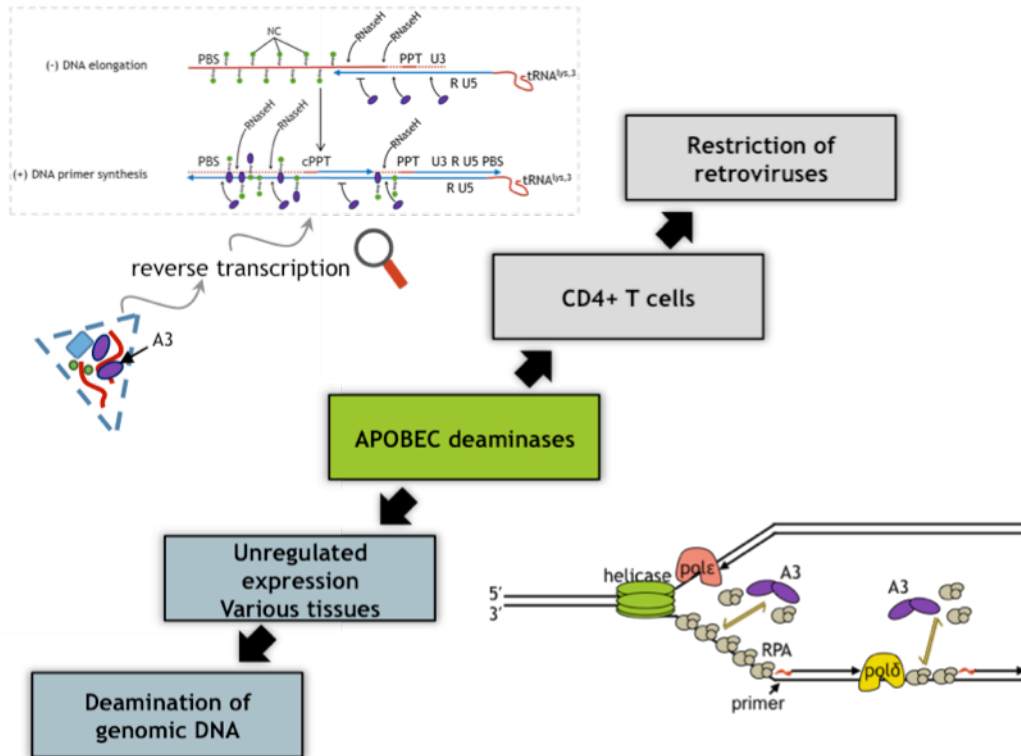 NC
RNaseH
RNaseH
(-) DNA elongation
PBS
PPT U3
R U5
tRNAlys,3
RNaseH
RNaseH
RNaseH
(+) DNA primer synthesis
PBS
cPPT
PPT U3 R U5 PBS
R U5
tRNAlys,3
reverse transcription
A3
Restriction of
retroviruses
CD4+ T cells
APOBEC deaminases
Unregulated
expression
Various tissues
Deamination of
genomic DNA
helicase
polε
A3
A3
5′
3′
RPA
polδ
primer